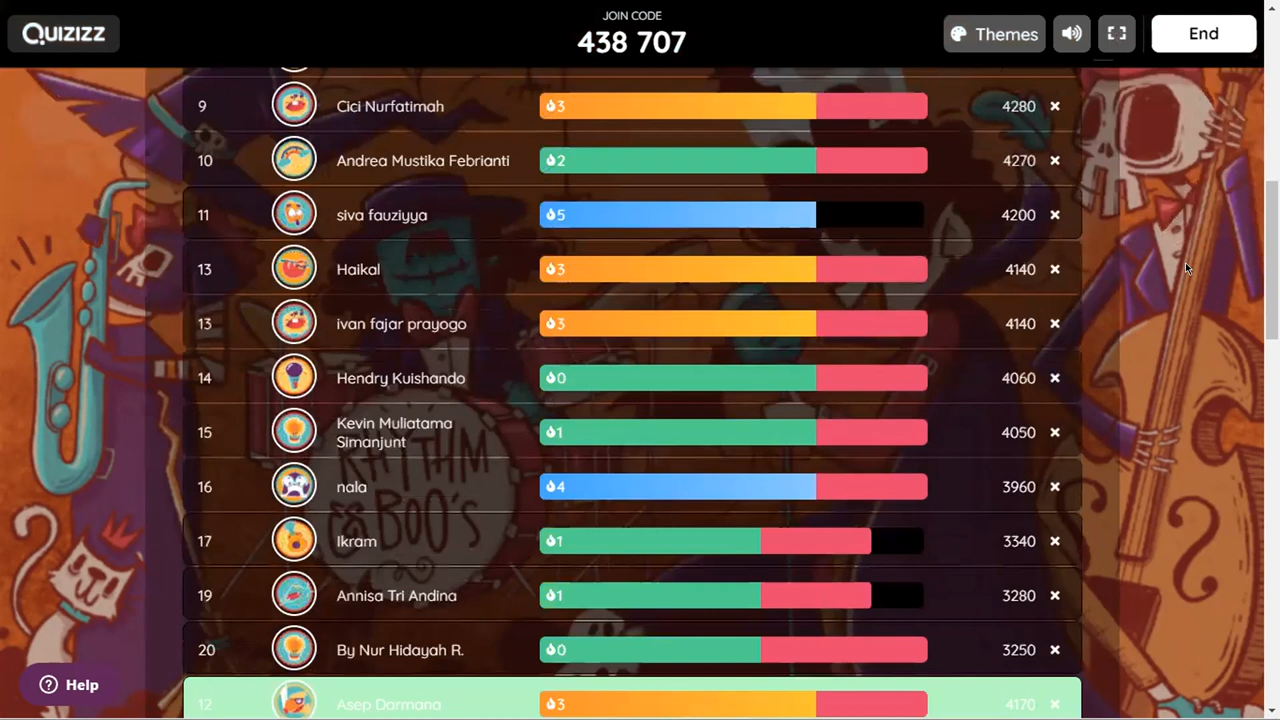 Quizizz
JOIN CODE
438 707
Themes
End
9 Cici Nurfatimah 3 4280
10 Andrea Mustika Febrianti 2 4270
11 siva fauziyya 5 4200
13 Haikal 3 4140
13 ivan fajar prayogo 3 4140
14 Hendry Kuishando 0 4060
15 Kevin Muliatama
Simanjunt 1 4050
16 nala 4 3960
17 Ikram 1 3340
19 Annisa Tri Andina 1 3280
20 By Nur Hidayah R. 0 3250
12 Asep Darmana 3 4170
Help
RHYTHM
& BOO'S